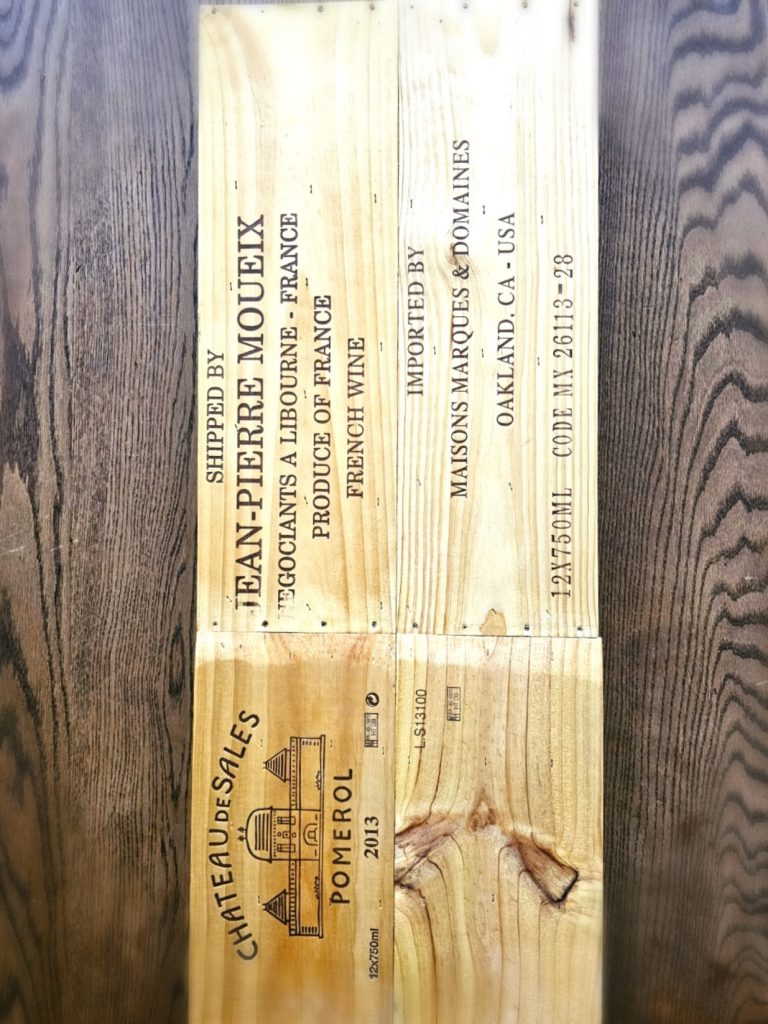 SHIPPED BY
JEAN-PIERRE MOUEIX
NEGOCIANTS A LIBOURNE - FRANCE
PRODUCE OF FRANCE
FRENCH WINE
IMPORTED BY
MAISONS MARQUES & DOMAINES
OAKLAND, CA - USA
12X750ML CODE MX 26113-28
CHATEAU DE SALES
POMEROL
2013
12x750ml
L.S13100